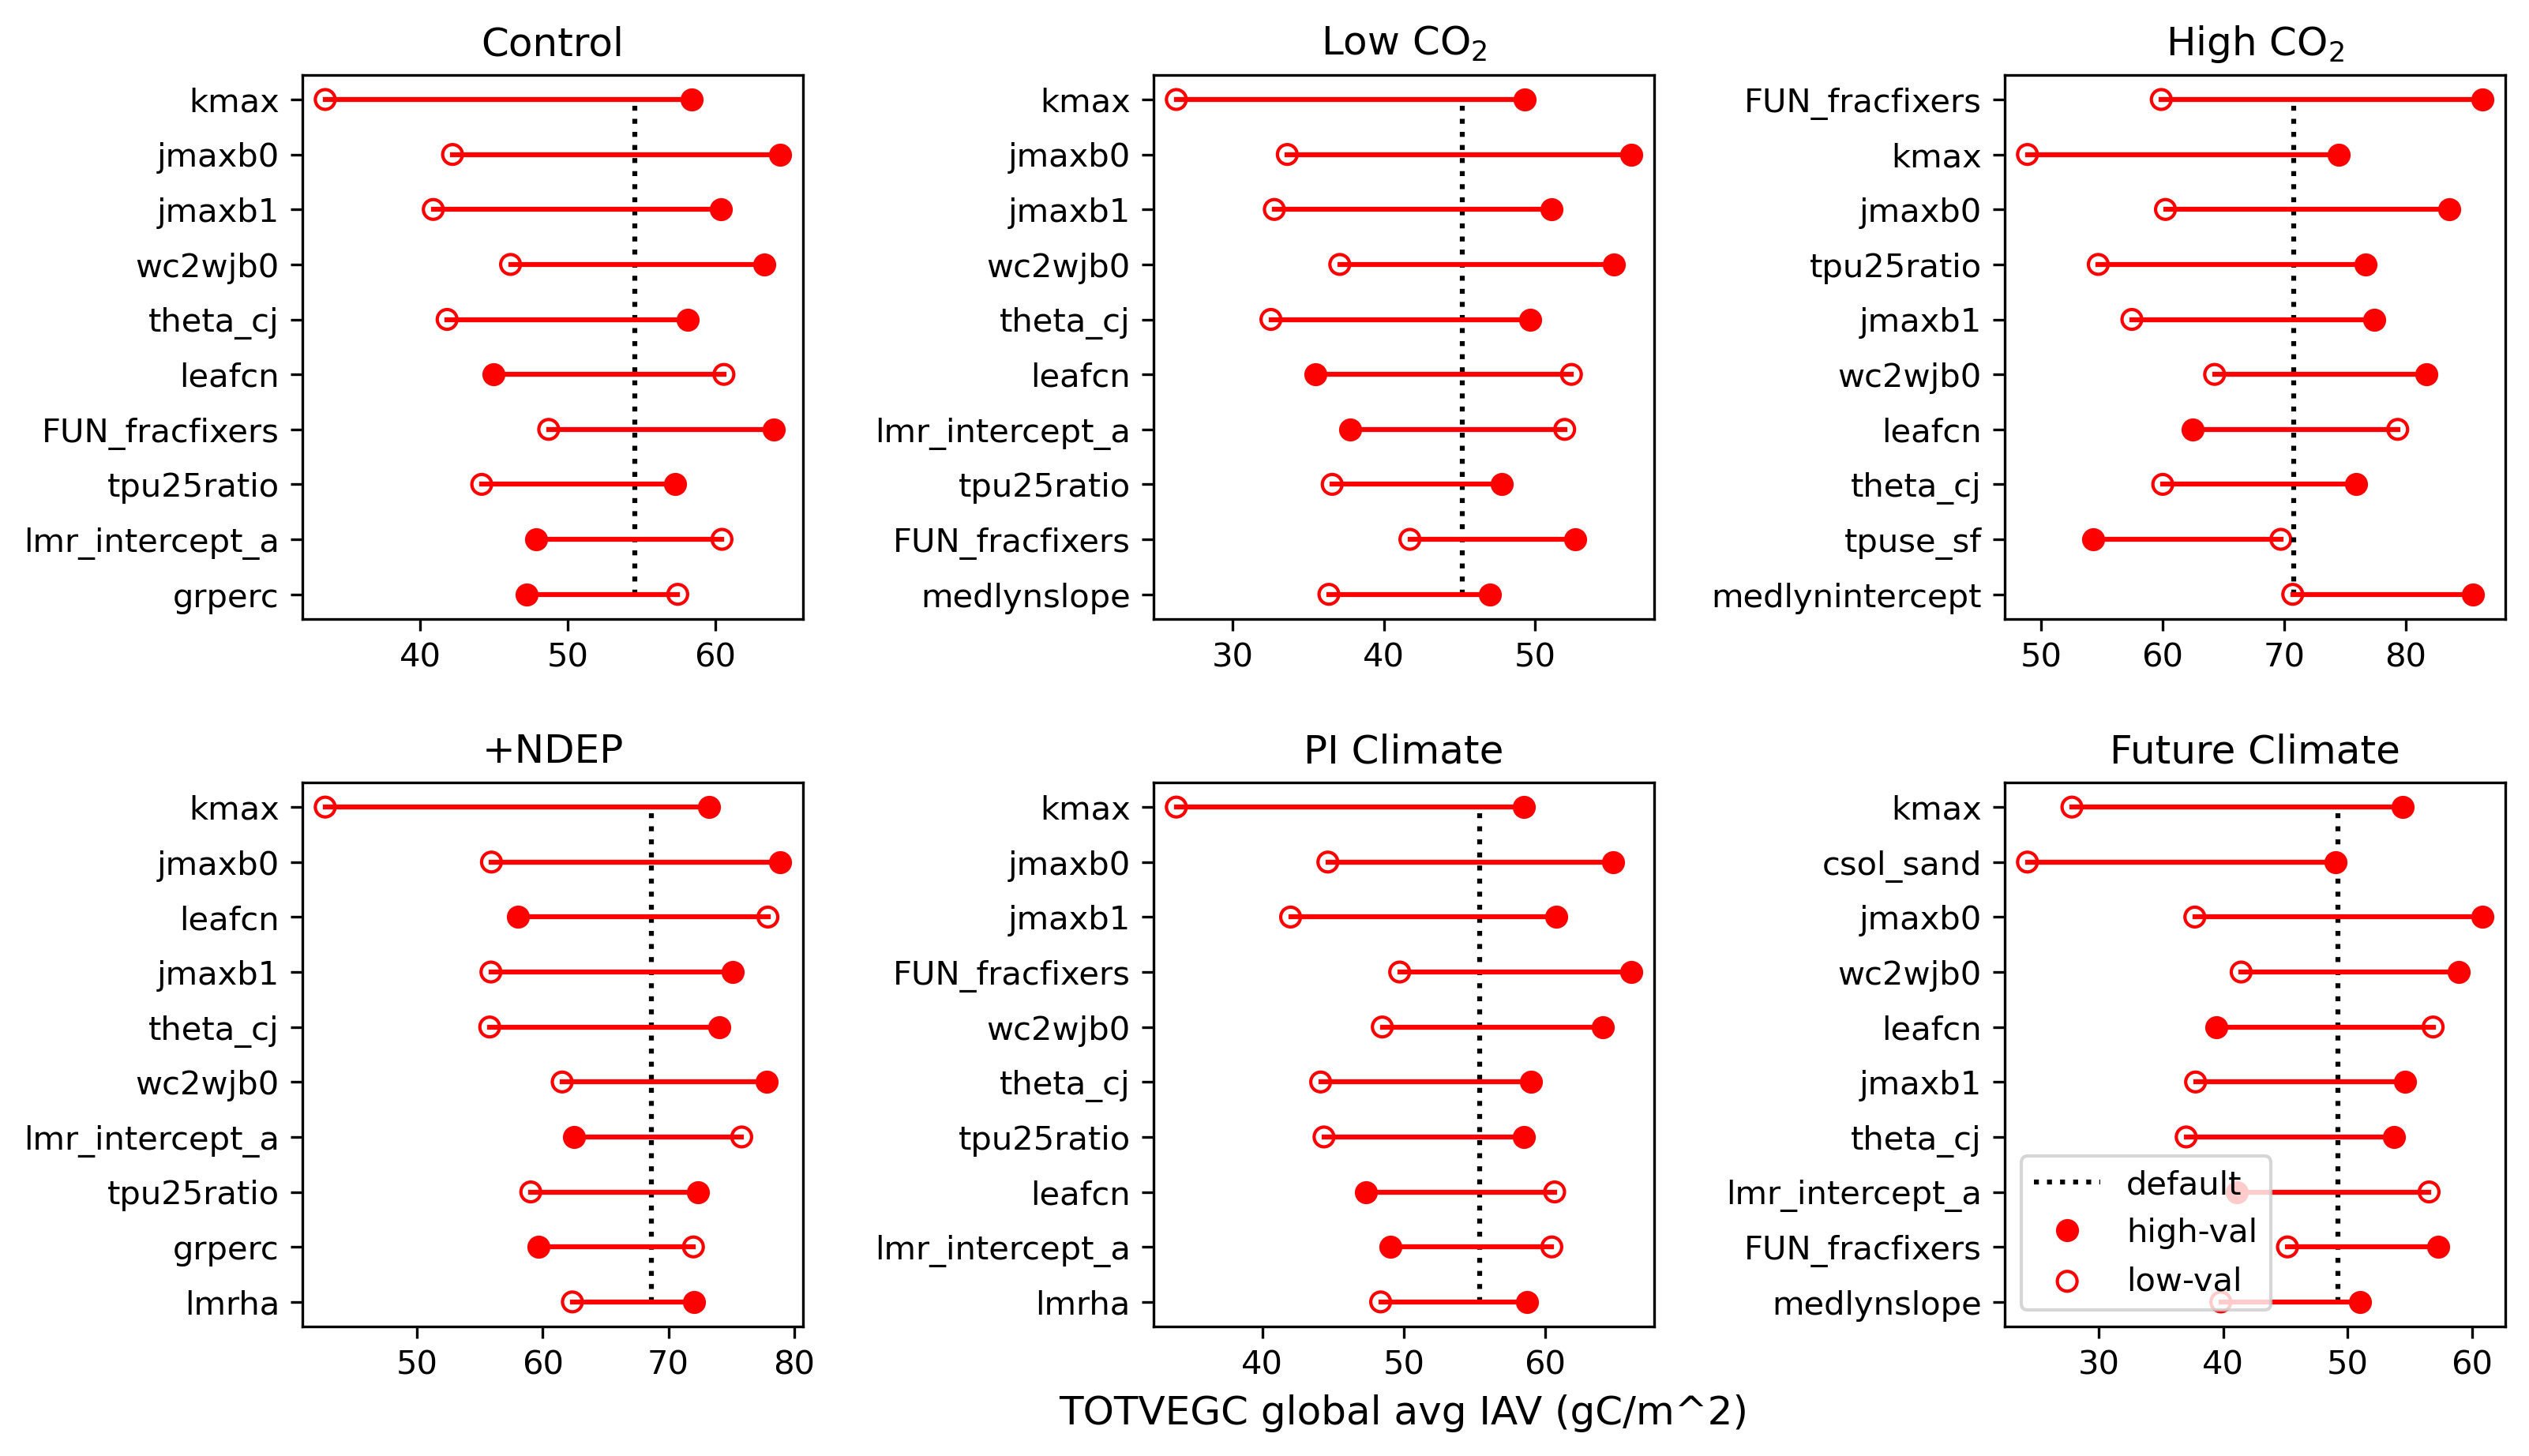 Control
kmax
jmaxb0
jmaxb1
wc2wjb0
theta_cj
leafcn
FUN_fracfixers
tpu25ratio
lmr_intercept_a
grperc
40 50 60
Low CO₂
kmax
jmaxb0
jmaxb1
wc2wjb0
theta_cj
leafcn
lmr_intercept_a
tpu25ratio
FUN_fracfixers
medlynslope
30 40 50
High CO₂
FUN_fracfixers
kmax
jmaxb0
tpu25ratio
jmaxb1
wc2wjb0
leafcn
theta_cj
tpuse_sf
medlynintercept
50 60 70 80
+NDEP
kmax
jmaxb0
leafcn
jmaxb1
theta_cj
wc2wjb0
lmr_intercept_a
tpu25ratio
grperc
lmrha
50 60 70 80
PI Climate
kmax
jmaxb0
jmaxb1
FUN_fracfixers
wc2wjb0
theta_cj
tpu25ratio
leafcn
lmr_intercept_a
lmrha
40 50 60
Future Climate
kmax
csol_sand
jmaxb0
wc2wjb0
leafcn
jmaxb1
theta_cj
lmr_intercept_a
FUN_fracfixers
medlynslope
default
high-val
low-val
30 40 50 60
TOTVEGC global avg IAV (gC/m^2)